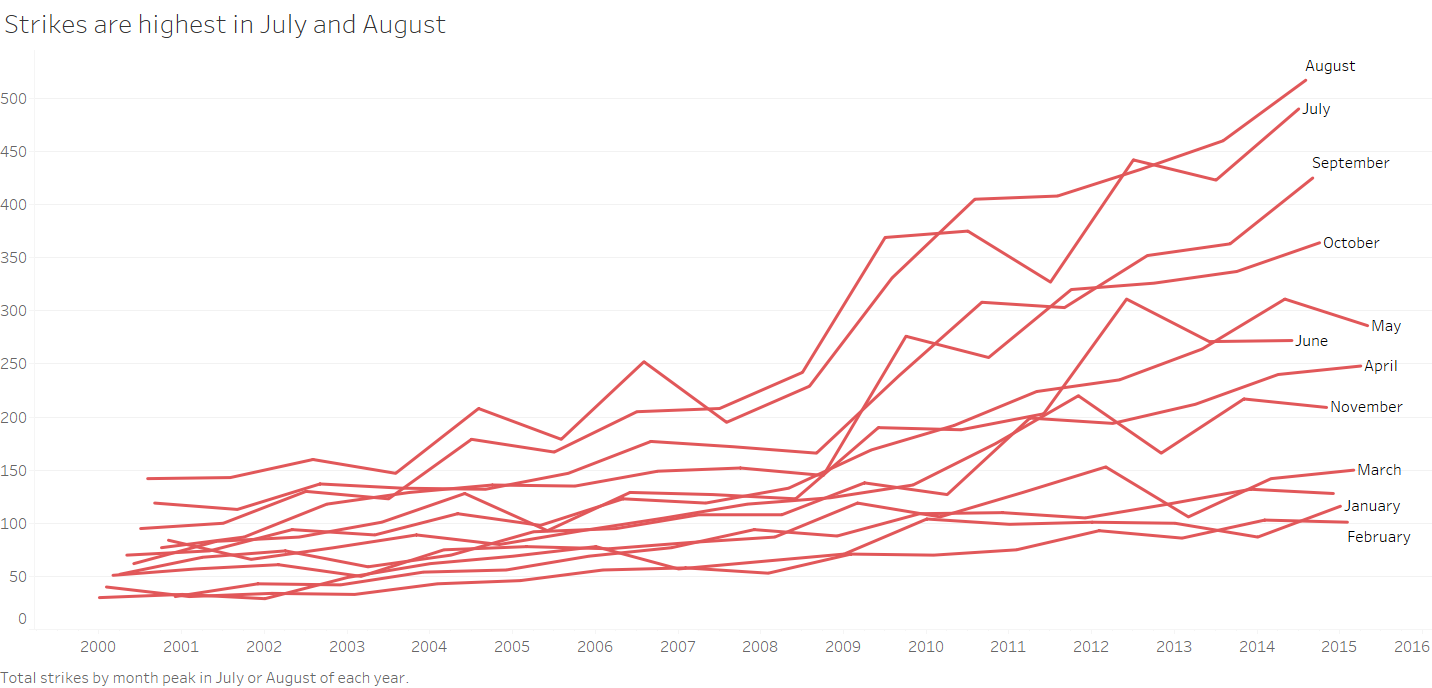 Strikes are highest in July and August
August
500
July
450
September
400
350
October
300
May
June
250
April
200
November
150
March
January
100
February
50
0
2000 2001 2002 2003 2004 2005 2006 2007 2008 2009 2010 2011 2012 2013 2014 2015 2016
Total strikes by month peak in July or August of each year.